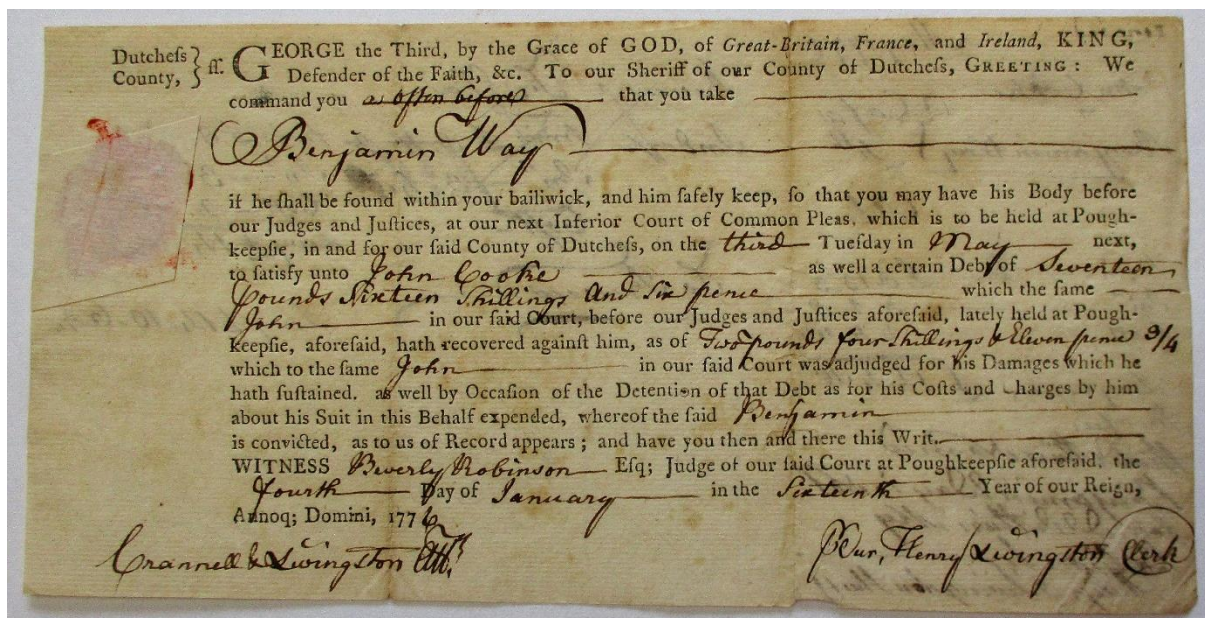 Dutchefs County, } ff. GEORGE the Third, by the Grace of GOD, of Great-Britain, France, and Ireland, KING,
Defender of the Faith, &c. To our Sheriff of our County of Dutchefs, GREETING: We
command you as often before that you take
Benjamin Way
if he fhall be found within your bailiwick, and him fafely keep, fo that you may have his Body before
our Judges and Juftices, at our next Inferior Court of Common Pleas, which is to be held at Pough-
keepfie, in and for our faid County of Dutchefs, on the third Tuefday in May next,
to fatisfy unto John Cooke as well a certain Debt of Seventeen
pounds Sixteen Shillings And Six pence which the fame
John in our faid Court, before our Judges and Juftices aforefaid, lately held at Pough-
keepfie, aforefaid, hath recovered againft him, as of Two pounds four Shillings & Eleven pence 3/4
which to the fame John in our faid Court was adjudged for his Damages which he
hath fuftained. as well by Occafion of the Detention of that Debt as for his Cofts and Charges by him
about his Suit in this Behalf expended, whereof the faid Benjamin
is convicted, as to us of Record appears; and have you then and there this Writ.
WITNESS Beverly Robinson Efq; Judge of our faid Court at Poughkeepfie aforefaid. the
fourth Day of January in the Sixteenth Year of our Reign,
Annoq; Domini, 1776
Crannell & Livingston Att.
Henry Livingston Clerk